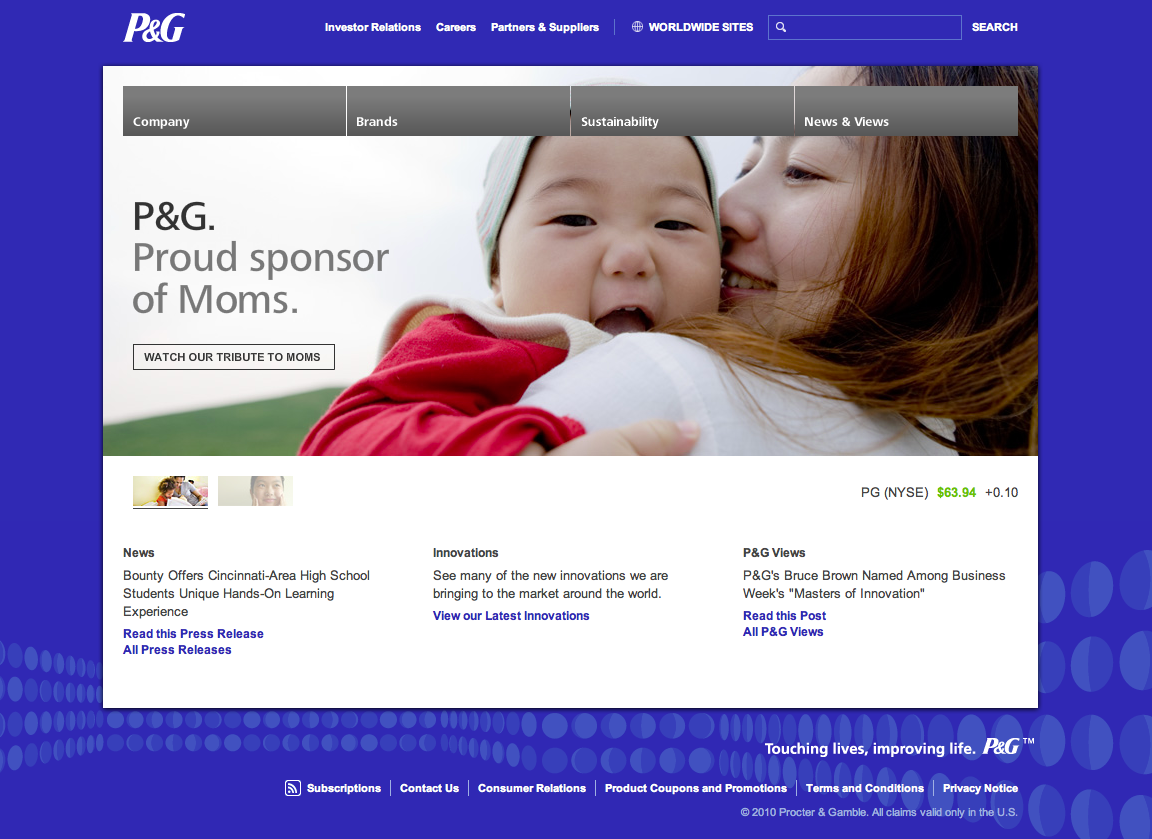 P&G
Investor Relations Careers Partners & Suppliers WORLDWIDE SITES SEARCH
Company Brands Sustainability News & Views
P&G.
Proud sponsor
of Moms.
WATCH OUR TRIBUTE TO MOMS
PG (NYSE) $63.94 +0.10
News
Bounty Offers Cincinnati-Area High School
Students Unique Hands-On Learning
Experience
Read this Press Release
All Press Releases
Innovations
See many of the new innovations we are
bringing to the market around the world.
View our Latest Innovations
P&G Views
P&G's Bruce Brown Named Among Business
Week's "Masters of Innovation"
Read this Post
All P&G Views
Touching lives, improving life. P&G™
Subscriptions Contact Us Consumer Relations Product Coupons and Promotions Terms and Conditions Privacy Notice
© 2010 Procter & Gamble. All claims valid only in the U.S.